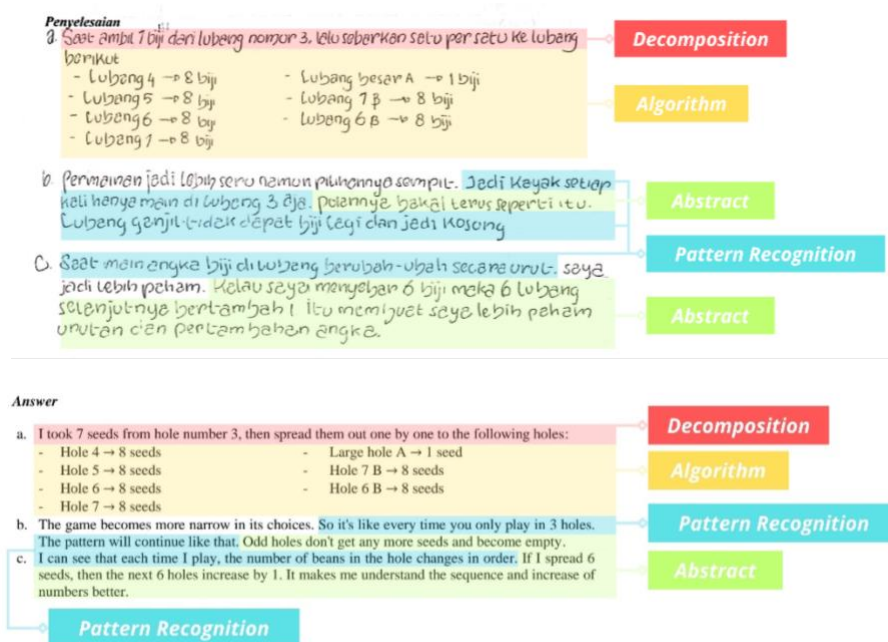 Penyelesaian
a. Saat ambil 7 biji dari lubang nomor 3, lalu sebarkan satu per satu ke lubang Decomposition
berikut
- Lubang 4 → 8 biji - Lubang besar A → 1 biji
- Lubang 5 → 8 biji - Lubang 7 B → 8 biji Algorithm
- Lubang 6 → 8 biji - Lubang 6 B → 8 biji
- Lubang 7 → 8 biji
b. Permainan jadi lebih seru namun pilihannya sempit. Jadi kayak setiap
kali hanya main di lubang 3 aja. Polannya bakal terus seperti itu. Abstract
Lubang ganjil tidak dapat biji lagi dan jadi kosong
Pattern Recognition
C. Saat main angka biji di lubang berubah-ubah secara urut. saya
jadi lebih paham. Kalau saya menyebar 6 biji maka 6 lubang
selanjutnya bertambah 1 itu membuat saya lebih paham Abstract
urutan dan pertambahan angka.
Answer
a. I took 7 seeds from hole number 3, then spread them out one by one to the following holes: Decomposition
- Hole 4 → 8 seeds - Large hole A → 1 seed
- Hole 5 → 8 seeds - Hole 7 B → 8 seeds Algorithm
- Hole 6 → 8 seeds - Hole 6 B → 8 seeds
- Hole 7 → 8 seeds
b. The game becomes more narrow in its choices. So it's like every time you only play in 3 holes. Pattern Recognition
The pattern will continue like that. Odd holes don't get any more seeds and become empty.
c. I can see that each time I play, the number of beans in the hole changes in order. If I spread 6
seeds, then the next 6 holes increase by 1. It makes me understand the sequence and increase of Abstract
numbers better.
Pattern Recognition